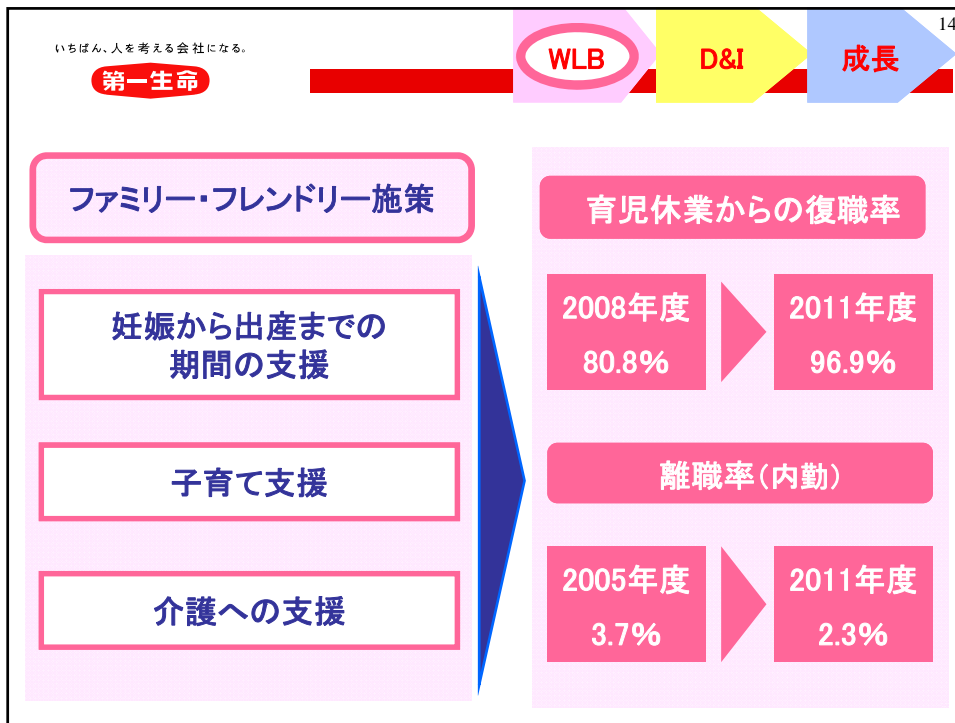 14
いちばん、人を考える会社になる。
第一生命
WLB
D&I
成長
ファミリー・フレンドリー施策
妊娠から出産までの
期間の支援
子育て支援
介護への支援
育児休業からの復職率
2008年度
80.8%
2011年度
96.9%
離職率(内勤)
2005年度
3.7%
2011年度
2.3%